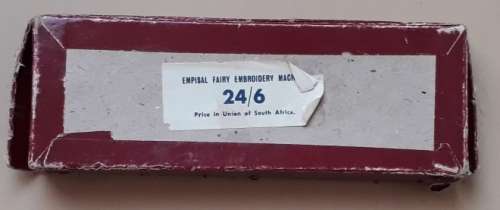 EMPISAL FAIRY EMBROIDERY MACH
24/6
Price in Union of South Africa.